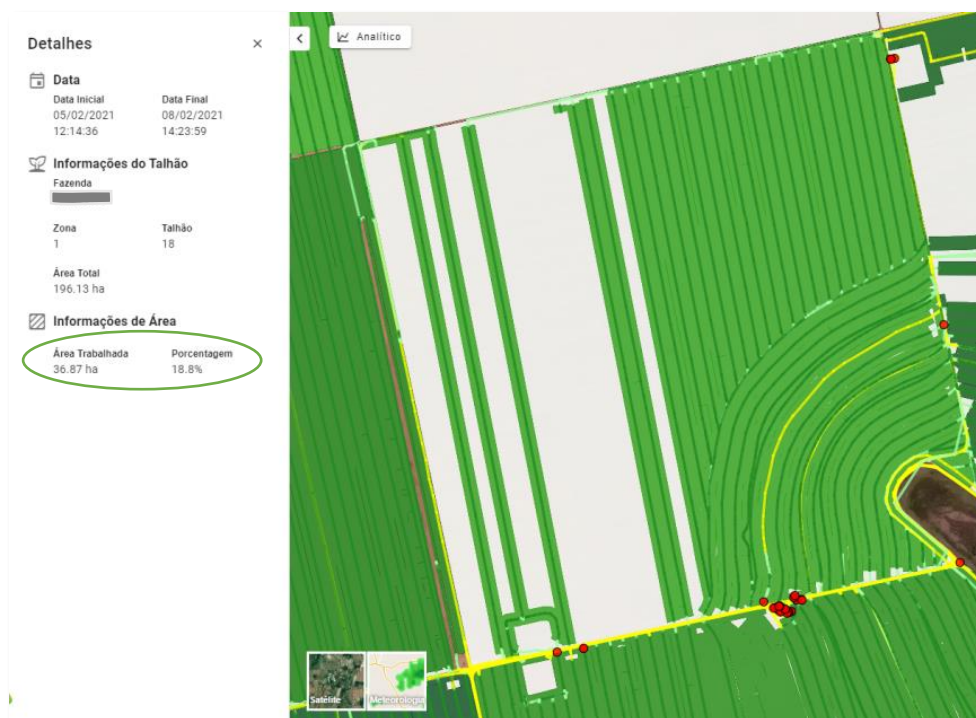 Detalhes
Analítico
Data
Data Inicial Data Final
05/02/2021 08/02/2021
12:14:36 14:23:59
Informações do Talhão
Fazenda
Zona Talhão
1 18
Área Total
196.13 ha
Informações de Área
Área Trabalhada Porcentagem
36.87 ha 18.8%
Satélite Meteorologia